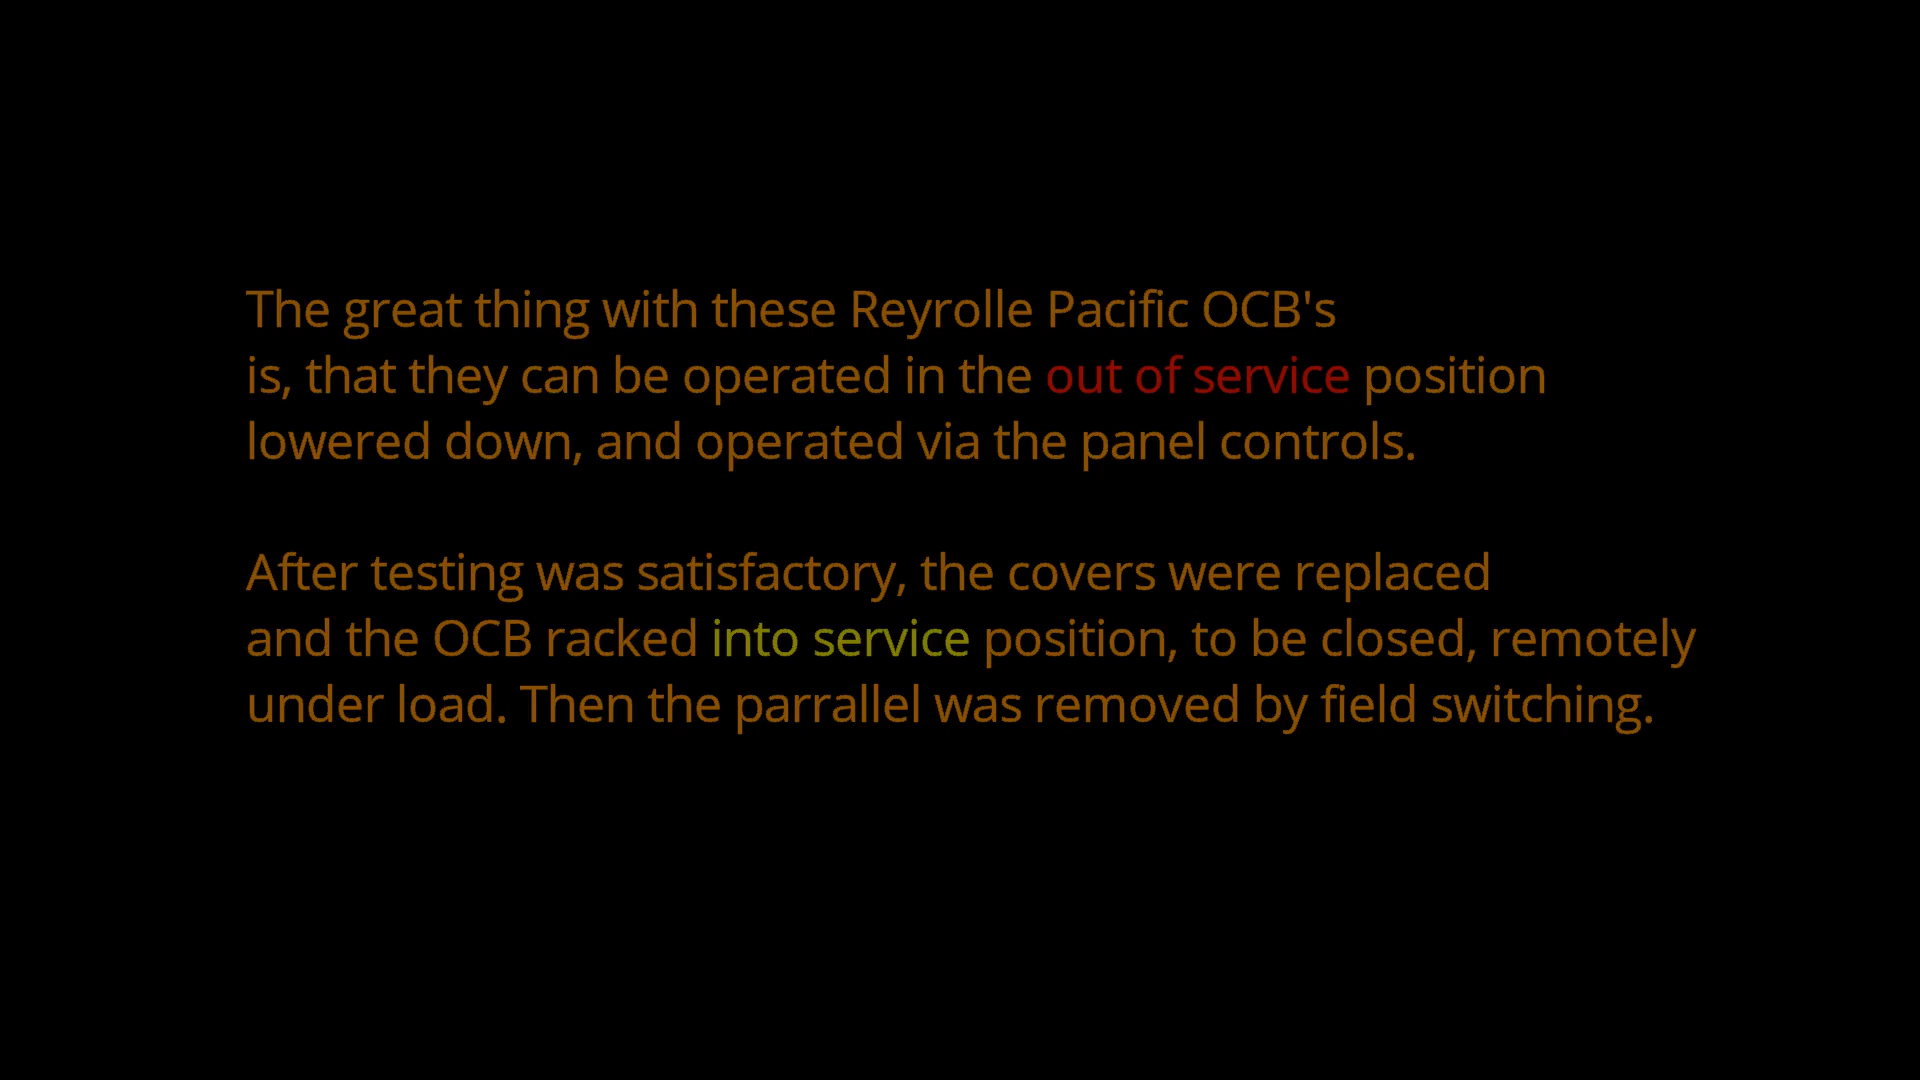 The great thing with these Reyrolle Pacific OCB's
is, that they can be operated in the out of service position
lowered down, and operated via the panel controls.
After testing was satisfactory, the covers were replaced
and the OCB racked into service position, to be closed, remotely
under load. Then the parrallel was removed by field switching.